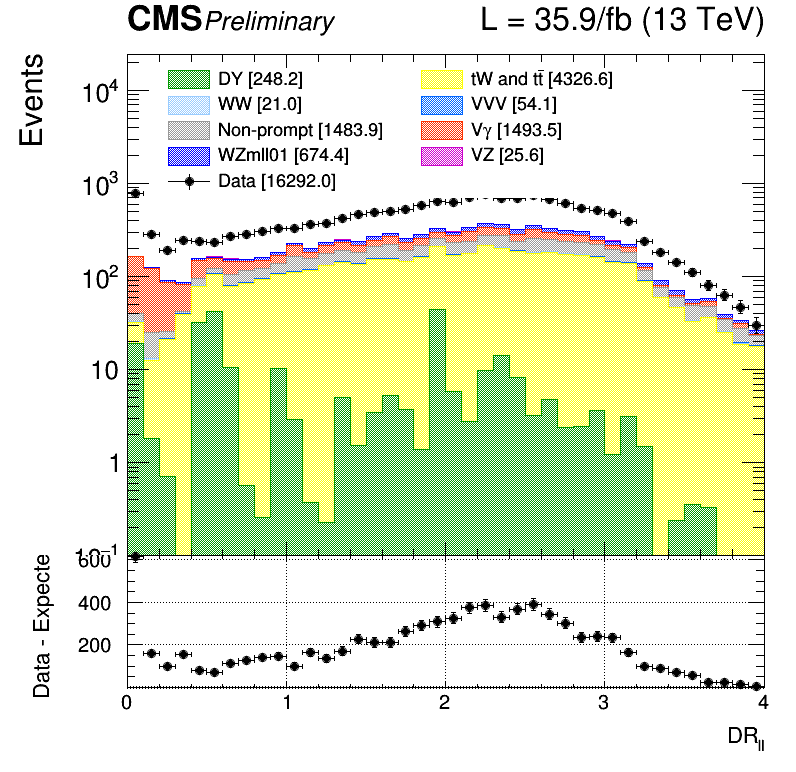 CMS Preliminary L = 35.9/fb (13 TeV)
Events
DY [248.2] tW and tt̄ [4326.6]
WW [21.0] VVV [54.1]
Non-prompt [1483.9] Vγ [1493.5]
WZmll01 [674.4] VZ [25.6]
Data [16292.0]
10⁴
10³
10²
10
1
Data - Expecte
600
400
200
0 1 2 3 4
DR_ll